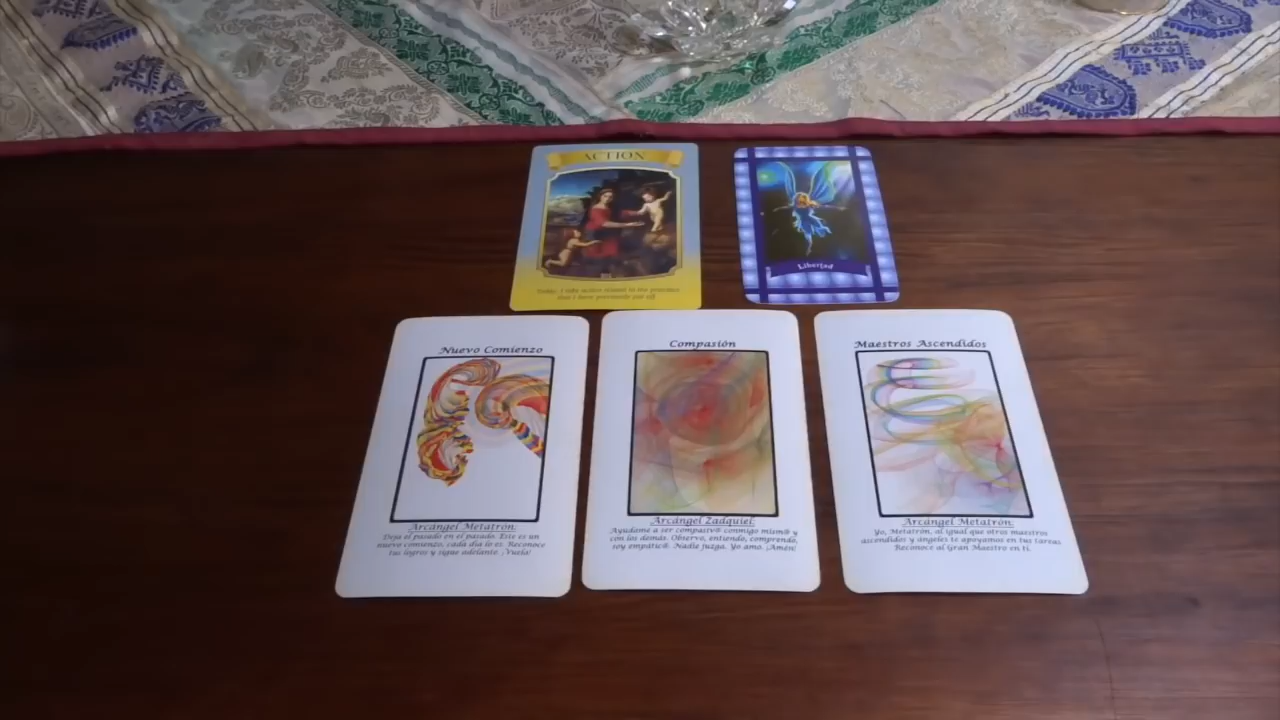 ACTION
Today, I take action related to the promises
that I have previously put off
Libertad
Nuevo Comienzo
Arcángel Metatrón:
Deja el pasado en el pasado. Este es un
nuevo comienzo, cada día lo es. Reconoce
tus logros y sigue adelante. ¡Vuela!
Compasión
Arcángel Zadquiel:
Ayúdame a ser compasiv@ conmigo mism@ y
con los demás. Observo, entiendo, comprendo,
soy empátic@. Nadie juzga. Yo amo. ¡Amén!
Maestros Ascendidos
Arcángel Metatrón:
Yo, Metatrón, al igual que otros maestros
ascendidos y ángeles te apoyamos en tus tareas.
Reconoce al Gran Maestro en ti.